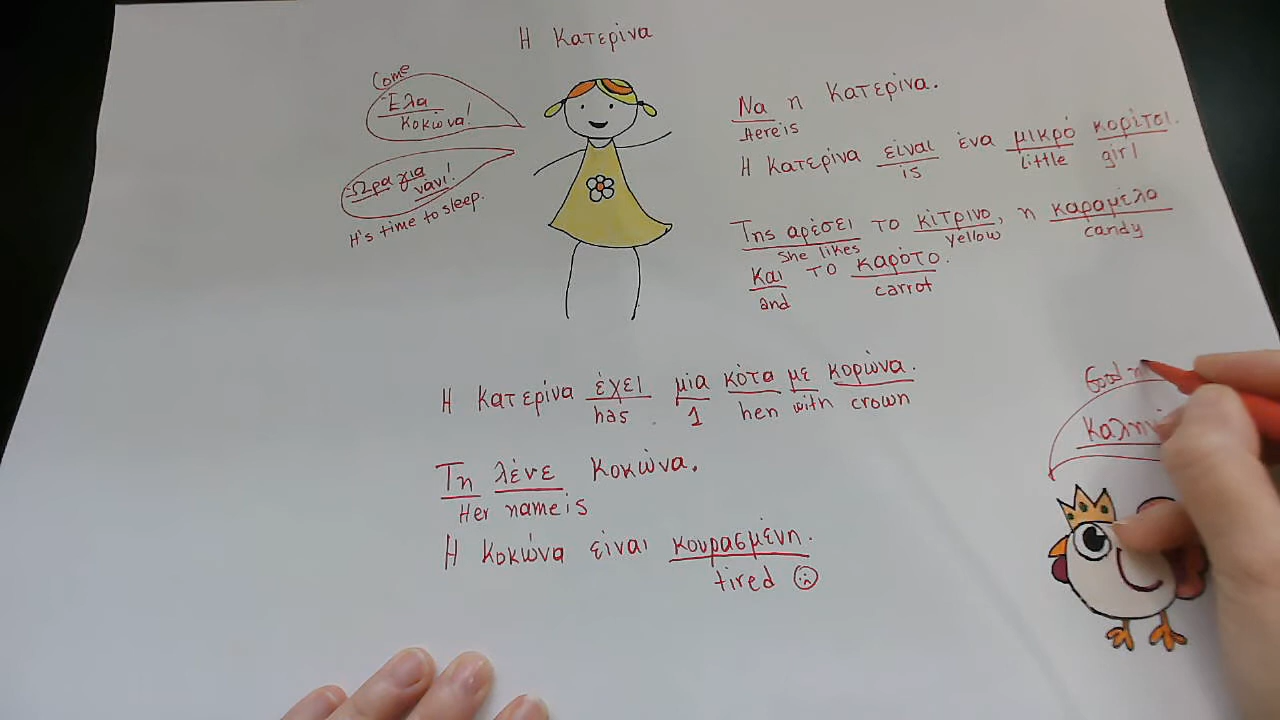 Η Κατερίνα
Come
-Έλα
κοκώνα!
-Ώρα για
νάνι!
It's time to sleep.
Να η Κατερίνα.
Here is
Η Κατερίνα είναι ένα μικρό κορίτσι.
is little girl
Της αρέσει το κίτρινο, η καραμέλα
she likes yellow candy
και το καρότο.
and carrot
Η Κατερίνα έχει μία κότα με κορώνα.
has 1 hen with crown
Τη λένε Κοκώνα.
Her name is
Η Κοκώνα είναι κουρασμένη.
tired
Good